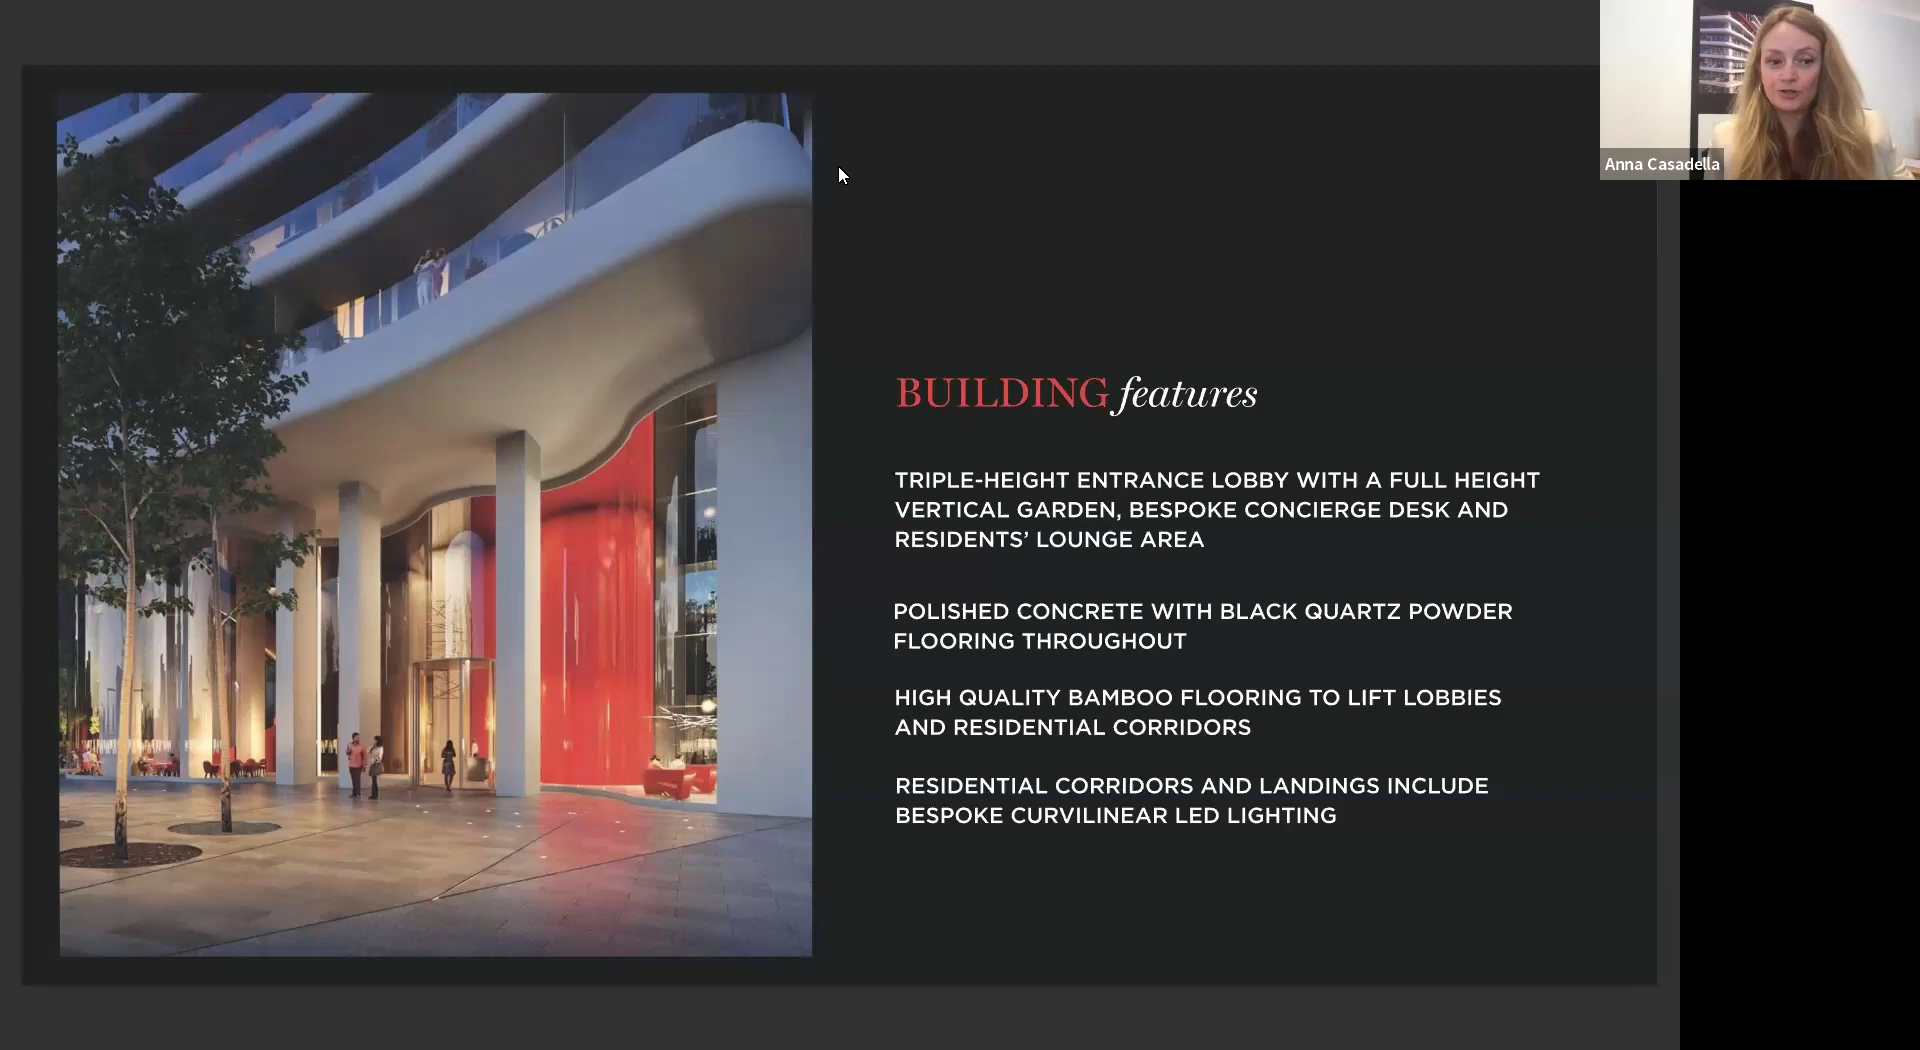 Anna Casadella
BUILDING features
TRIPLE-HEIGHT ENTRANCE LOBBY WITH A FULL HEIGHT
VERTICAL GARDEN, BESPOKE CONCIERGE DESK AND
RESIDENTS’ LOUNGE AREA
POLISHED CONCRETE WITH BLACK QUARTZ POWDER
FLOORING THROUGHOUT
HIGH QUALITY BAMBOO FLOORING TO LIFT LOBBIES
AND RESIDENTIAL CORRIDORS
RESIDENTIAL CORRIDORS AND LANDINGS INCLUDE
BESPOKE CURVILINEAR LED LIGHTING